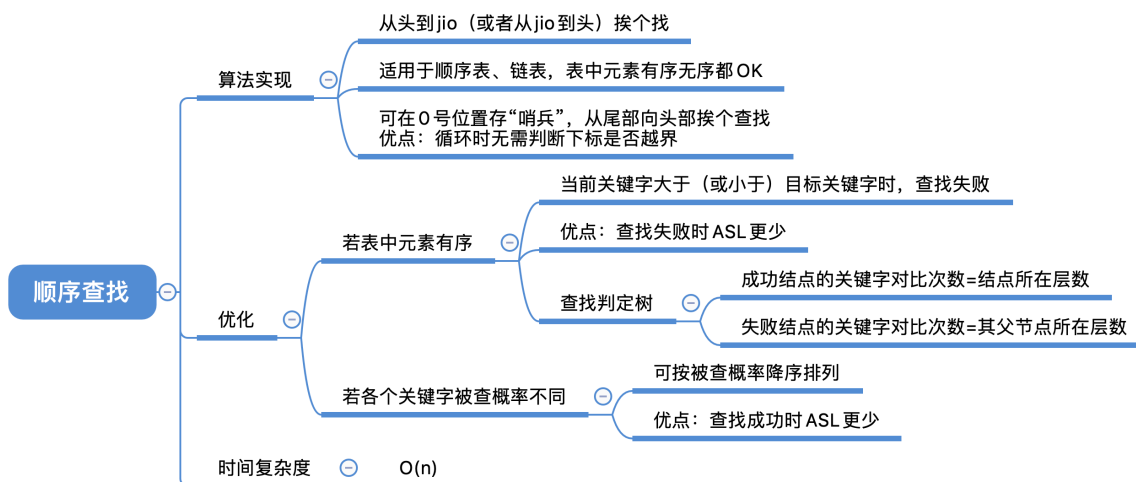 顺序查找
算法实现
从头到jio（或者从jio到头）挨个找
适用于顺序表、链表，表中元素有序无序都OK
可在0号位置存“哨兵”，从尾部向头部挨个查找
优点：循环时无需判断下标是否越界
优化
若表中元素有序
当前关键字大于（或小于）目标关键字时，查找失败
优点：查找失败时ASL更少
查找判定树
成功结点的关键字对比次数=结点所在层数
失败结点的关键字对比次数=其父节点所在层数
若各个关键字被查概率不同
可按被查概率降序排列
优点：查找成功时ASL更少
时间复杂度
O(n)